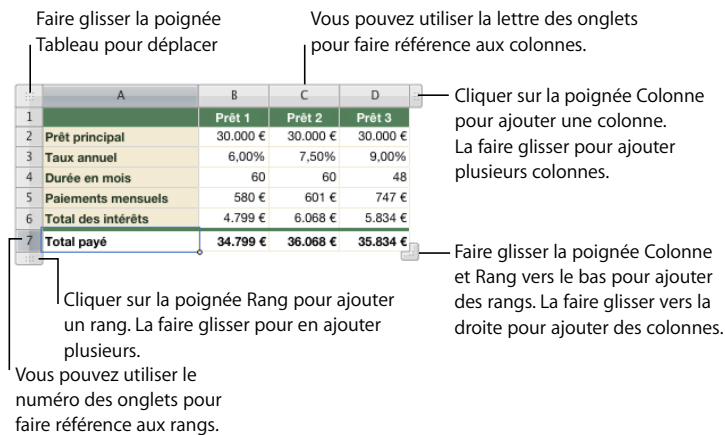 Faire glisser la poignée
Tableau pour déplacer
Vous pouvez utiliser la lettre des onglets
pour faire référence aux colonnes.
A B C D
1 Prêt 1 Prêt 2 Prêt 3
2 Prêt principal 30.000 € 30.000 € 30.000 €
3 Taux annuel 6,00% 7,50% 9,00%
4 Durée en mois 60 60 48
5 Paiements mensuels 580 € 601 € 747 €
6 Total des intérêts 4.799 € 6.068 € 5.834 €
7 Total payé 34.799 € 36.068 € 35.834 €
Cliquer sur la poignée Colonne
pour ajouter une colonne.
La faire glisser pour ajouter
plusieurs colonnes.
Faire glisser la poignée Colonne
et Rang vers le bas pour ajouter
des rangs. La faire glisser vers la
droite pour ajouter des colonnes.
Cliquer sur la poignée Rang pour ajouter
un rang. La faire glisser pour en ajouter
plusieurs.
Vous pouvez utiliser le
numéro des onglets pour
faire référence aux rangs.